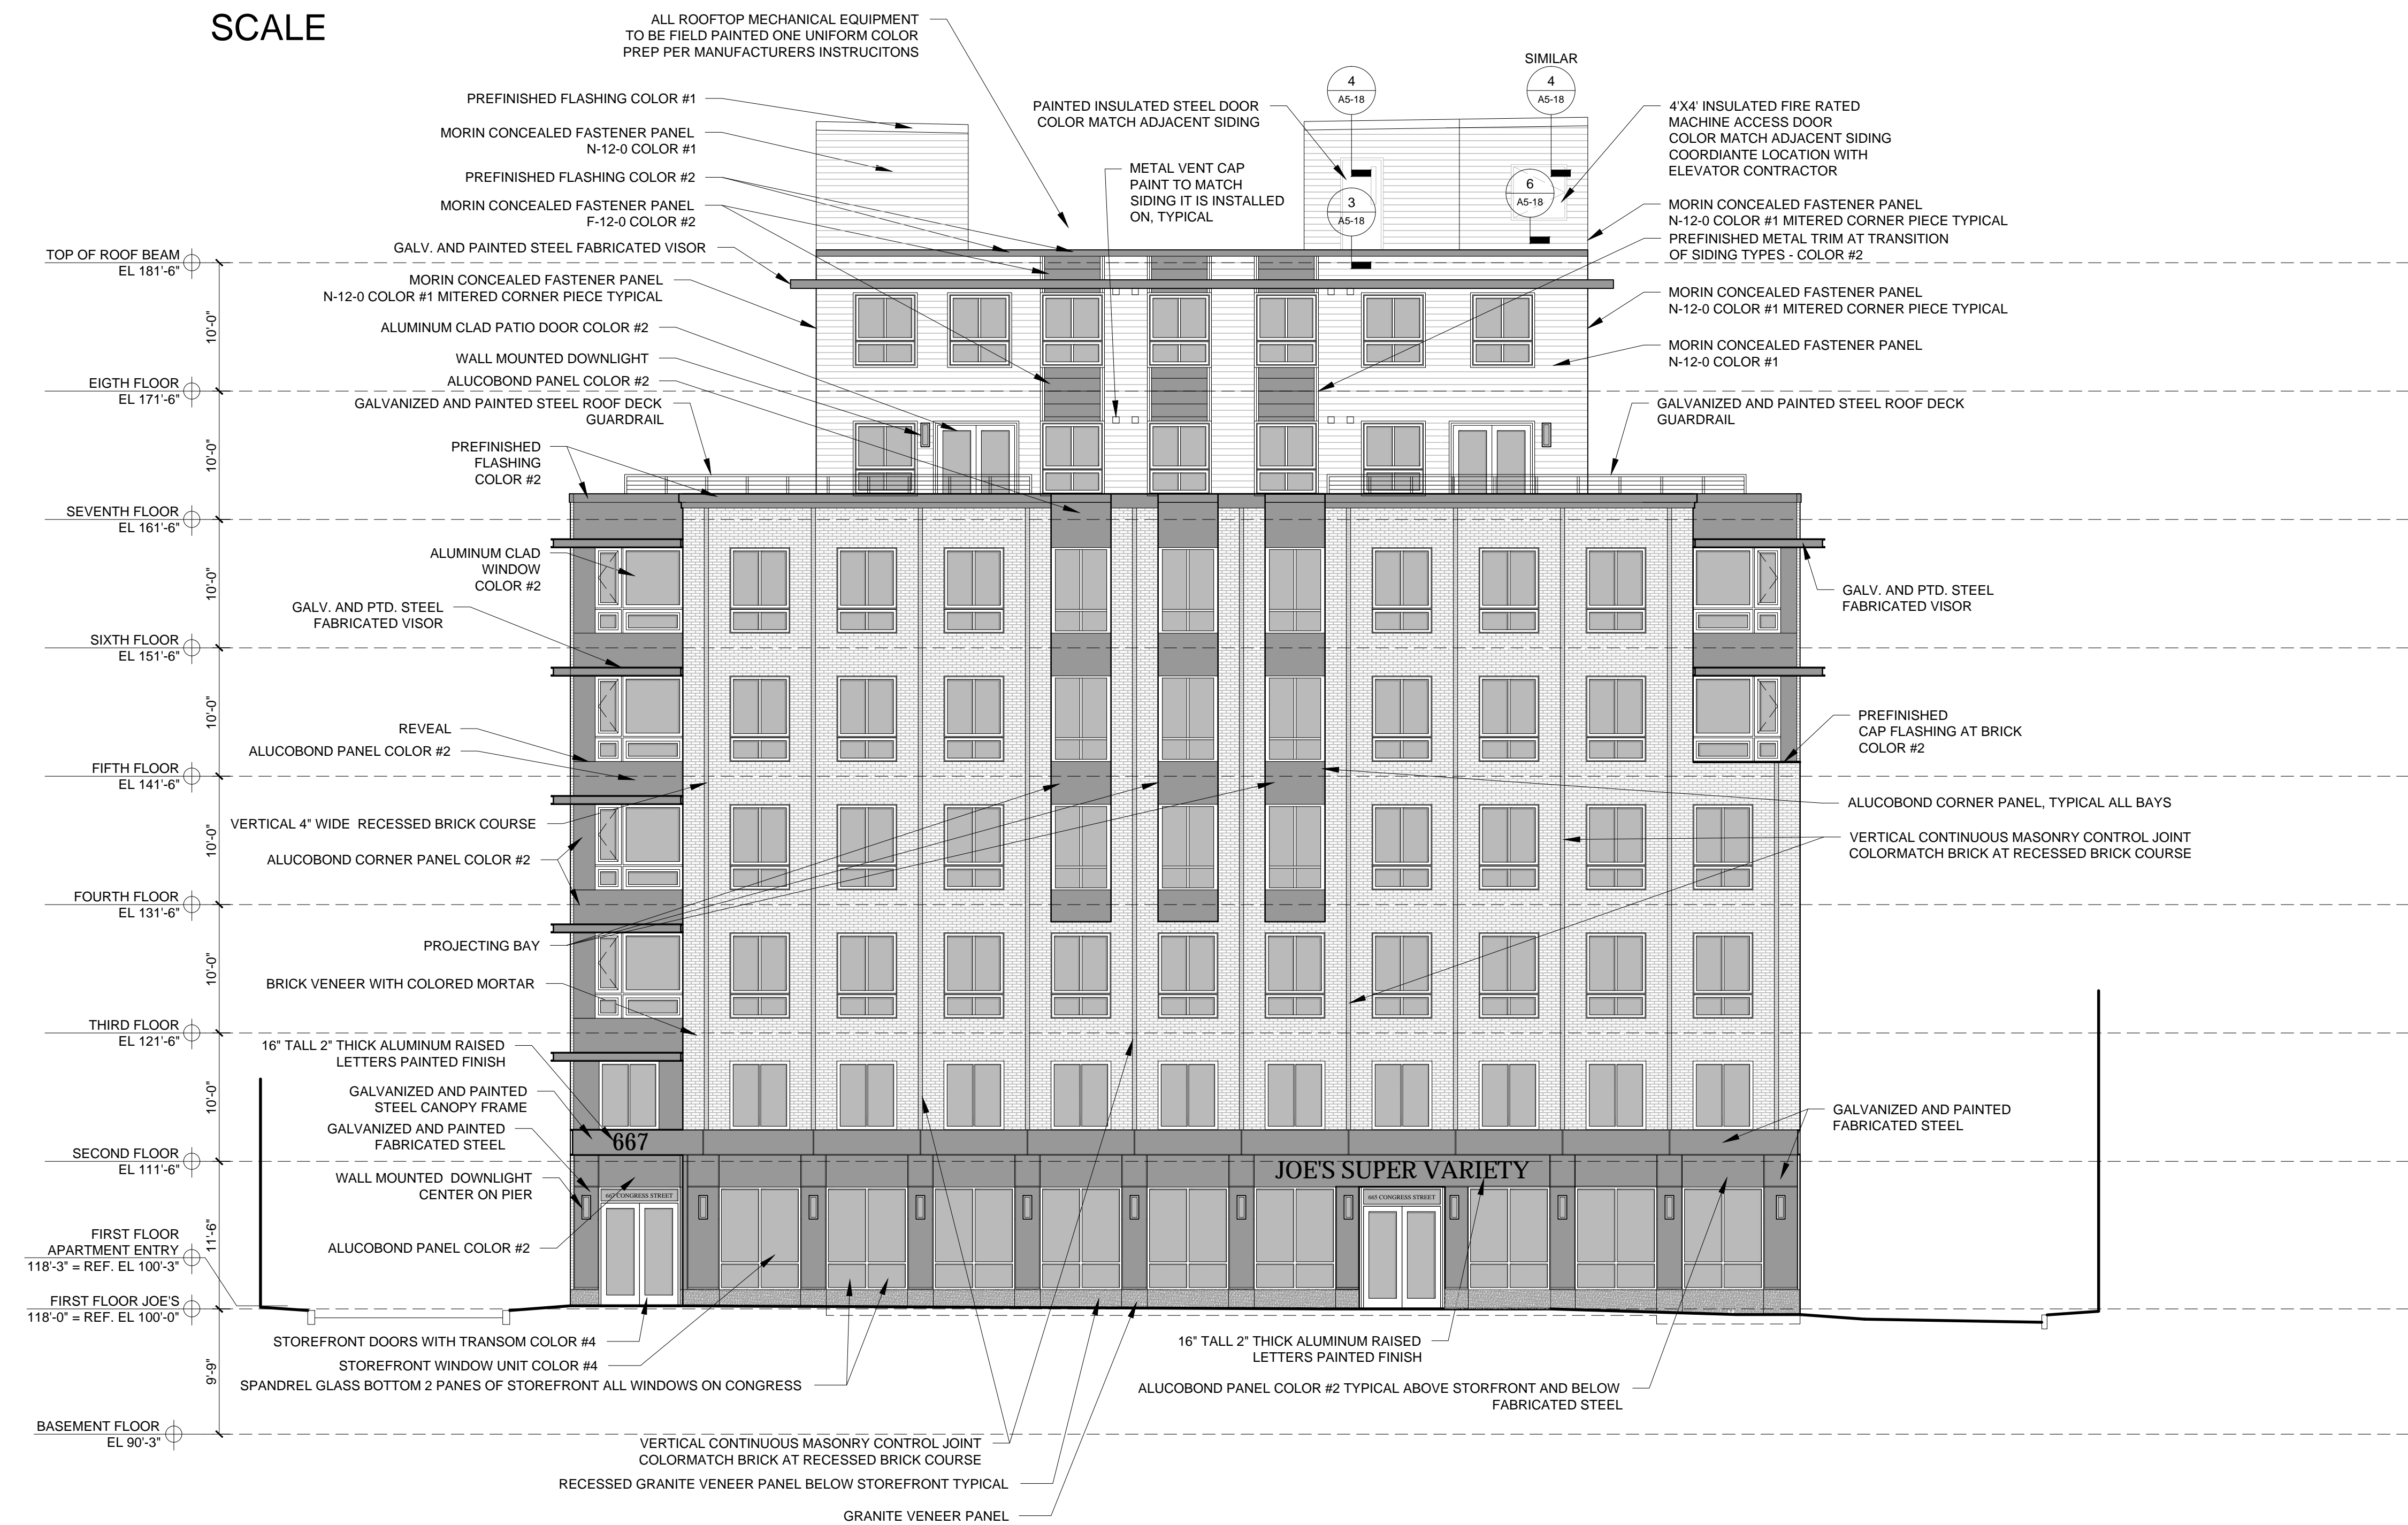 SCALE
ALL ROOFTOP MECHANICAL EQUIPMENT
TO BE FIELD PAINTED ONE UNIFORM COLOR
PREP PER MANUFACTURERS INSTRUCITONS
PREFINISHED FLASHING COLOR #1
MORIN CONCEALED FASTENER PANEL
N-12-0 COLOR #1
PREFINISHED FLASHING COLOR #2
MORIN CONCEALED FASTENER PANEL
F-12-0 COLOR #2
GALV. AND PAINTED STEEL FABRICATED VISOR
MORIN CONCEALED FASTENER PANEL
N-12-0 COLOR #1 MITERED CORNER PIECE TYPICAL
ALUMINUM CLAD PATIO DOOR COLOR #2
WALL MOUNTED DOWNLIGHT
ALUCOBOND PANEL COLOR #2
GALVANIZED AND PAINTED STEEL ROOF DECK
GUARDRAIL
PREFINISHED
FLASHING
COLOR #2
ALUMINUM CLAD
WINDOW
COLOR #2
GALV. AND PTD. STEEL
FABRICATED VISOR
REVEAL
ALUCOBOND PANEL COLOR #2
VERTICAL 4" WIDE RECESSED BRICK COURSE
ALUCOBOND CORNER PANEL COLOR #2
PROJECTING BAY
BRICK VENEER WITH COLORED MORTAR
16" TALL 2" THICK ALUMINUM RAISED
LETTERS PAINTED FINISH
GALVANIZED AND PAINTED
STEEL CANOPY FRAME
GALVANIZED AND PAINTED
FABRICATED STEEL
WALL MOUNTED DOWNLIGHT
CENTER ON PIER
ALUCOBOND PANEL COLOR #2
STOREFRONT DOORS WITH TRANSOM COLOR #4
STOREFRONT WINDOW UNIT COLOR #4
SPANDREL GLASS BOTTOM 2 PANES OF STOREFRONT ALL WINDOWS ON CONGRESS
VERTICAL CONTINUOUS MASONRY CONTROL JOINT
COLORMATCH BRICK AT RECESSED BRICK COURSE
RECESSED GRANITE VENEER PANEL BELOW STOREFRONT TYPICAL
GRANITE VENEER PANEL
TOP OF ROOF BEAM
EL 181'-6"
10'-0"
EIGTH FLOOR
EL 171'-6"
10'-0"
SEVENTH FLOOR
EL 161'-6"
10'-0"
SIXTH FLOOR
EL 151'-6"
10'-0"
FIFTH FLOOR
EL 141'-6"
10'-0"
FOURTH FLOOR
EL 131'-6"
10'-0"
THIRD FLOOR
EL 121'-6"
10'-0"
SECOND FLOOR
EL 111'-6"
11'-6"
FIRST FLOOR
APARTMENT ENTRY
118'-3" = REF. EL 100'-3"
FIRST FLOOR JOE'S
118'-0" = REF. EL 100'-0"
9'-9"
BASEMENT FLOOR
EL 90'-3"
PAINTED INSULATED STEEL DOOR
COLOR MATCH ADJACENT SIDING
METAL VENT CAP
PAINT TO MATCH
SIDING IT IS INSTALLED
ON, TYPICAL
4
A5-18
3
A5-18
SIMILAR
4
A5-18
6
A5-18
4'X4' INSULATED FIRE RATED
MACHINE ACCESS DOOR
COLOR MATCH ADJACENT SIDING
COORDIANTE LOCATION WITH
ELEVATOR CONTRACTOR
MORIN CONCEALED FASTENER PANEL
N-12-0 COLOR #1 MITERED CORNER PIECE TYPICAL
PREFINISHED METAL TRIM AT TRANSITION
OF SIDING TYPES - COLOR #2
MORIN CONCEALED FASTENER PANEL
N-12-0 COLOR #1 MITERED CORNER PIECE TYPICAL
MORIN CONCEALED FASTENER PANEL
N-12-0 COLOR #1
GALVANIZED AND PAINTED STEEL ROOF DECK
GUARDRAIL
GALV. AND PTD. STEEL
FABRICATED VISOR
PREFINISHED
CAP FLASHING AT BRICK
COLOR #2
ALUCOBOND CORNER PANEL, TYPICAL ALL BAYS
VERTICAL CONTINUOUS MASONRY CONTROL JOINT
COLORMATCH BRICK AT RECESSED BRICK COURSE
GALVANIZED AND PAINTED
FABRICATED STEEL
667
JOE'S SUPER VARIETY
667 CONGRESS STREET
665 CONGRESS STREET
16" TALL 2" THICK ALUMINUM RAISED
LETTERS PAINTED FINISH
ALUCOBOND PANEL COLOR #2 TYPICAL ABOVE STORFRONT AND BELOW
FABRICATED STEEL